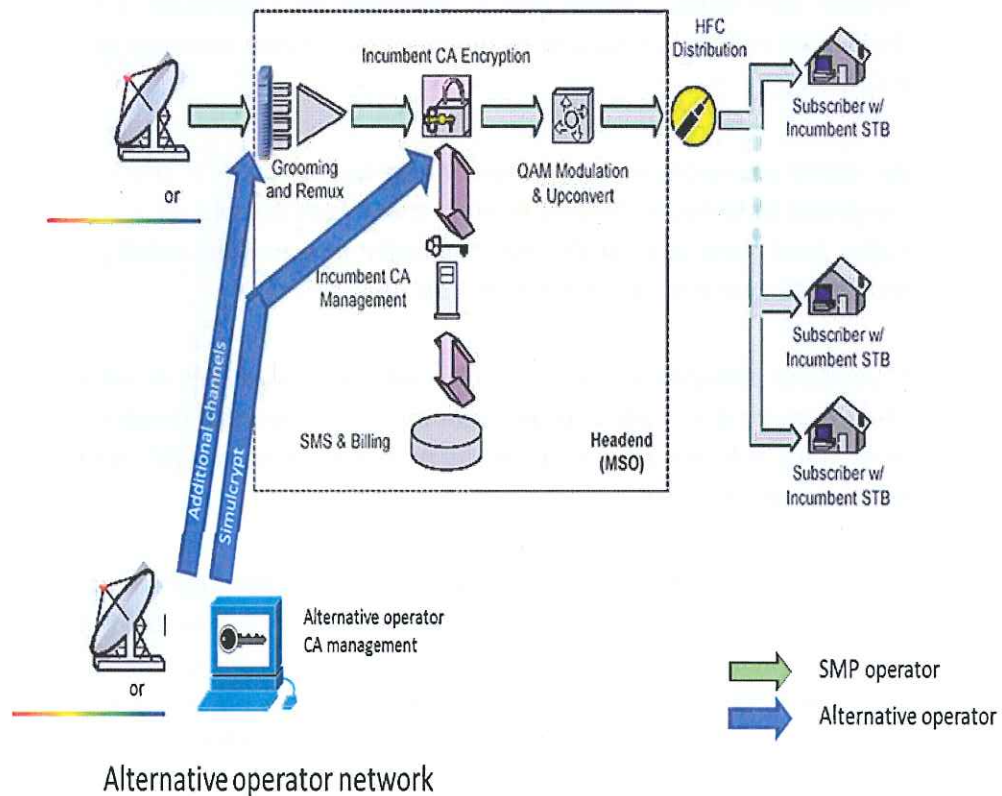 HFC
Distribution
Incumbent CA Encryption
Subscriber w/
Incumbent STB
Grooming
and Remux
QAM Modulation
& Upconvert
or
Incumbent CA
Management
Subscriber w/
Incumbent STB
Additional channels
Simulcrypt
SMS & Billing
Headend
(MSO)
Subscriber w/
Incumbent STB
Alternative operator
CA management
or
SMP operator
Alternative operator
Alternative operator network